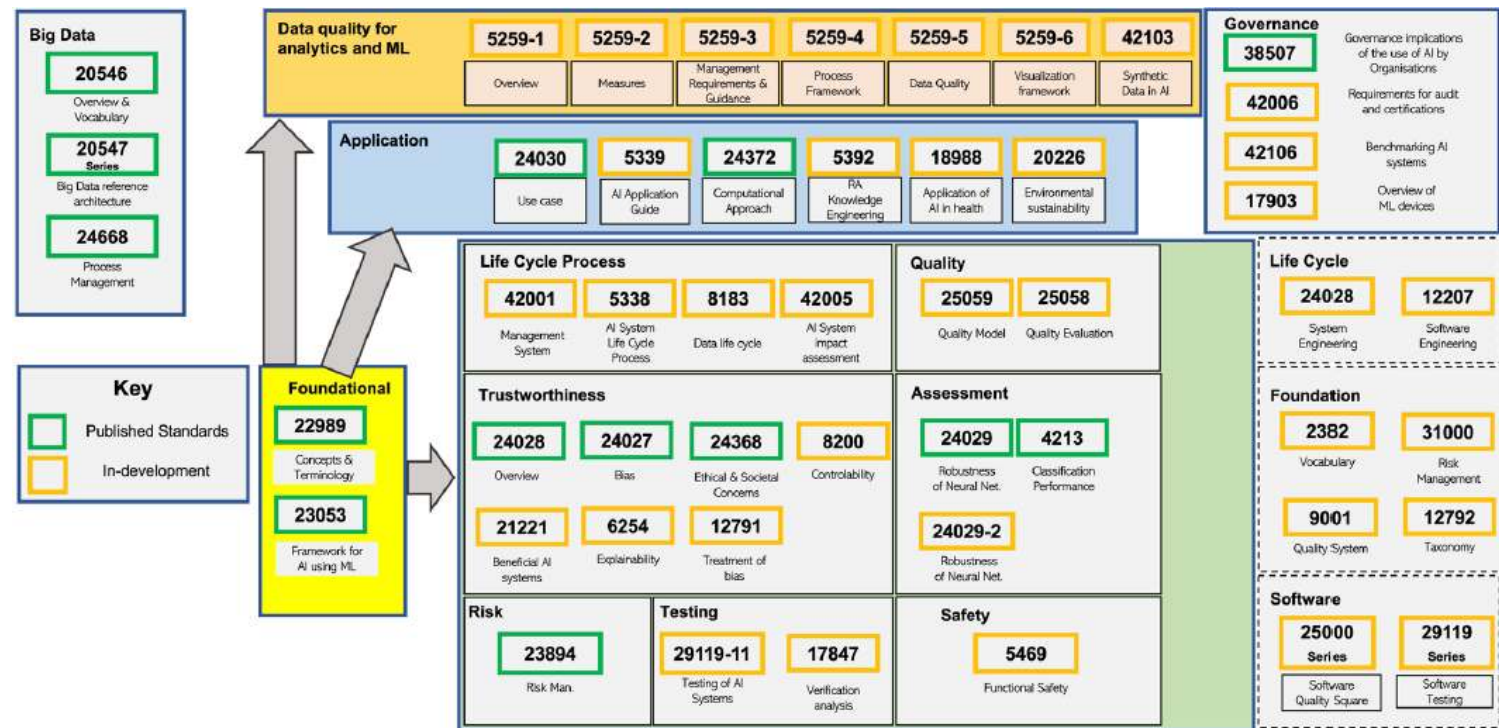 Big Data
20546
Overview &
Vocabulary
20547
Series
Big Data reference
architecture
24668
Process
Management
Data quality for
analytics and ML
5259-1
Overview
5259-2
Measures
5259-3
Management
Requirements &
Guidance
5259-4
Process
Framework
5259-5
Data Quality
5259-6
Visualization
framework
42103
Synthetic
Data in AI
Governance
38507
Governance implications
of the use of AI by
Organisations
42006
Requirements for audit
and certifications
42106
Benchmarking AI
systems
17903
Overview of
ML devices
Application
24030
Use case
5339
AI Application
Guide
24372
Computational
Approach
5392
RA
Knowledge
Engineering
18988
Application of
AI in health
20226
Environmental
sustainability
Key
Published Standards
In-development
Foundational
22989
Concepts &
Terminology
23053
Framework for
AI using ML
Life Cycle Process
42001
Management
System
5338
AI System
Life Cycle
Process
8183
Data life cycle
42005
AI System
Impact
assessment
Quality
25059
Quality Model
25058
Quality Evaluation
Trustworthiness
24028
Overview
24027
Bias
24368
Ethical & Societal
Concerns
8200
Controlability
21221
Beneficial AI
systems
6254
Explainability
12791
Treatment of
bias
Assessment
24029
Robustness
of Neural Net.
4213
Classification
Performance
24029-2
Robustness
of Neural Net.
Risk
23894
Risk Man.
Testing
29119-11
Testing of AI
Systems
17847
Verification
analysis
Safety
5469
Functional Safety
Life Cycle
24028
System
Engineering
12207
Software
Engineering
Foundation
2382
Vocabulary
31000
Risk
Management
9001
Quality System
12792
Taxonomy
Software
25000
Series
Software
Quality Square
29119
Series
Software
Testing